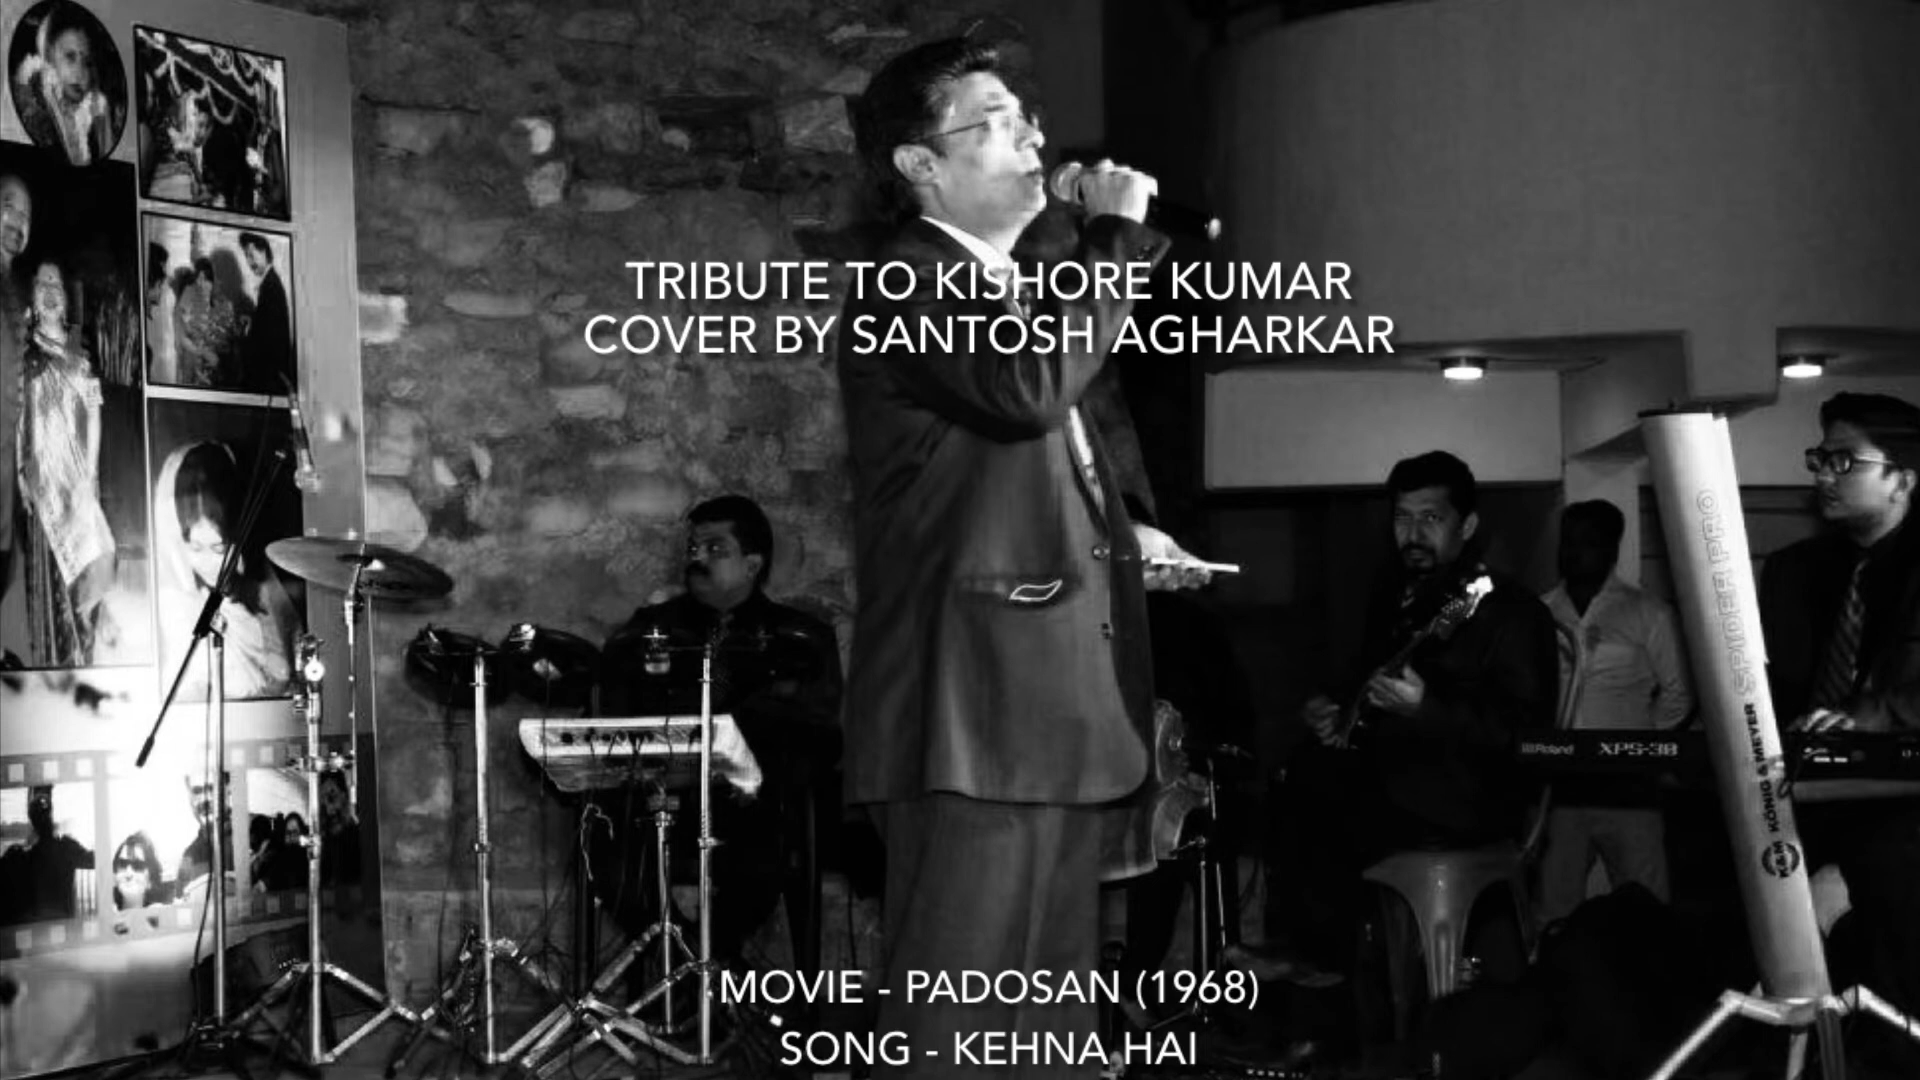 TRIBUTE TO KISHORE KUMAR
COVER BY SANTOSH AGHARKAR
Roland XPS-30
SPIDER PRO
KÖNIG & MEYER
K&M
MOVIE - PADOSAN (1968)
SONG - KEHNA HAI